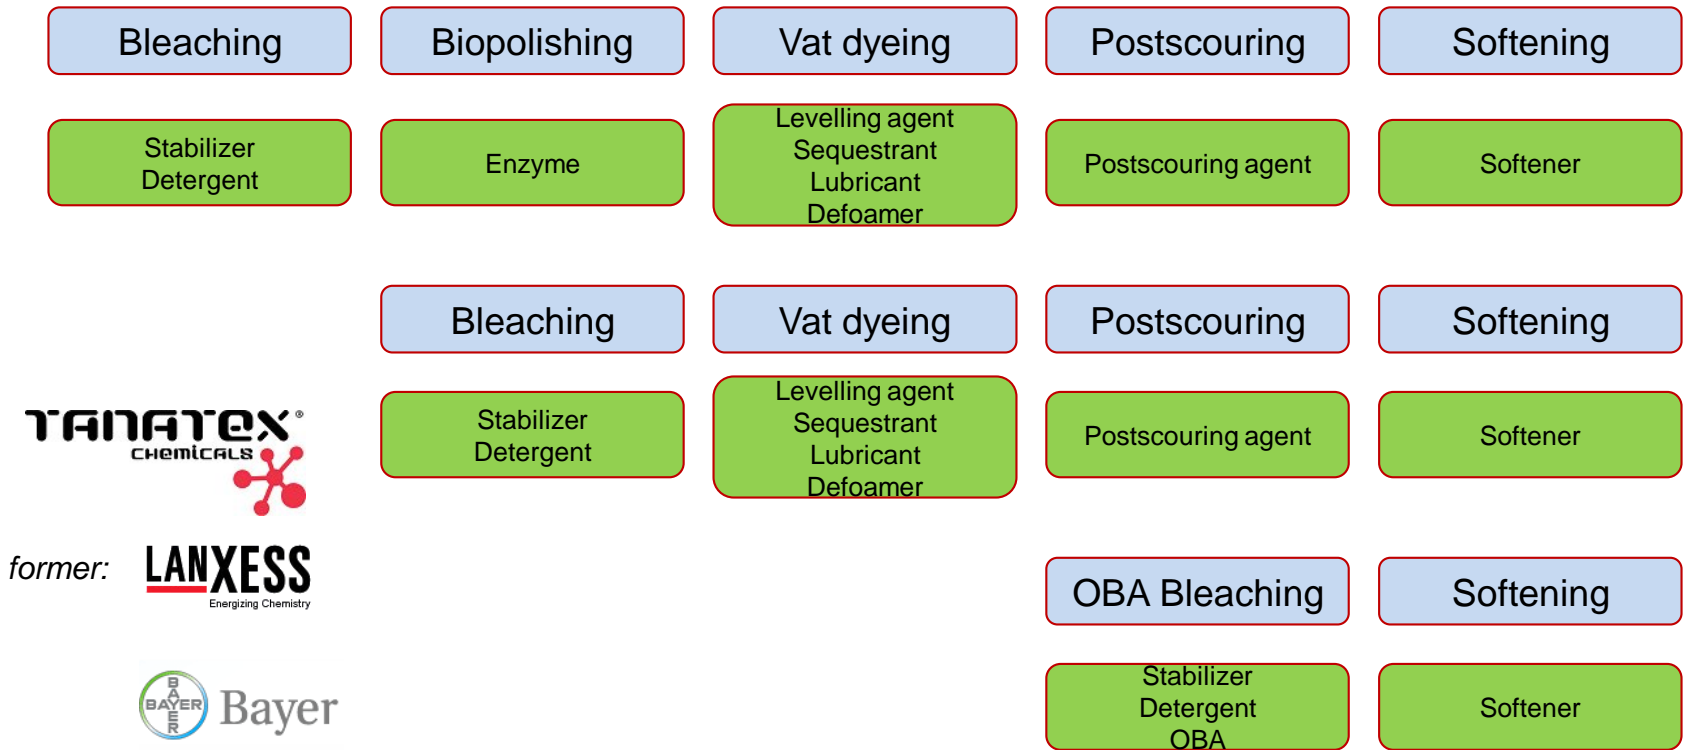 Bleaching
Biopolishing
Vat dyeing
Postscouring
Softening
Stabilizer
Detergent
Enzyme
Levelling agent
Sequestrant
Lubricant
Defoamer
Postscouring agent
Softener
Bleaching
Vat dyeing
Postscouring
Softening
Stabilizer
Detergent
Levelling agent
Sequestrant
Lubricant
Defoamer
Postscouring agent
Softener
TANATEX®
CHEMICALS
former:
LANXESS
Energizing Chemistry
OBA Bleaching
Softening
BAYER
BAYER
Bayer
Stabilizer
Detergent
OBA
Softener